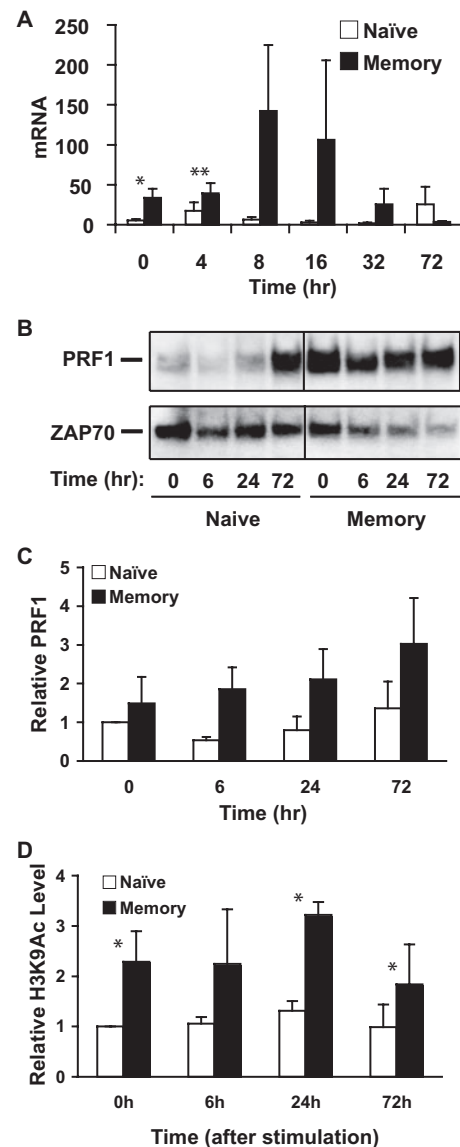 A
Naïve
Memory
mRNA
250
200
150
100
50
0
*
**
0 4 8 16 32 72
Time (hr)
B
PRF1
ZAP70
Time (hr): 0 6 24 72 0 6 24 72
Naive Memory
C
Naïve
Memory
Relative PRF1
5
4
3
2
1
0
0 6 24 72
Time (hr)
D
Naïve
Memory
Relative H3K9Ac Level
4
3
2
1
0
*
*
*
0h 6h 24h 72h
Time (after stimulation)